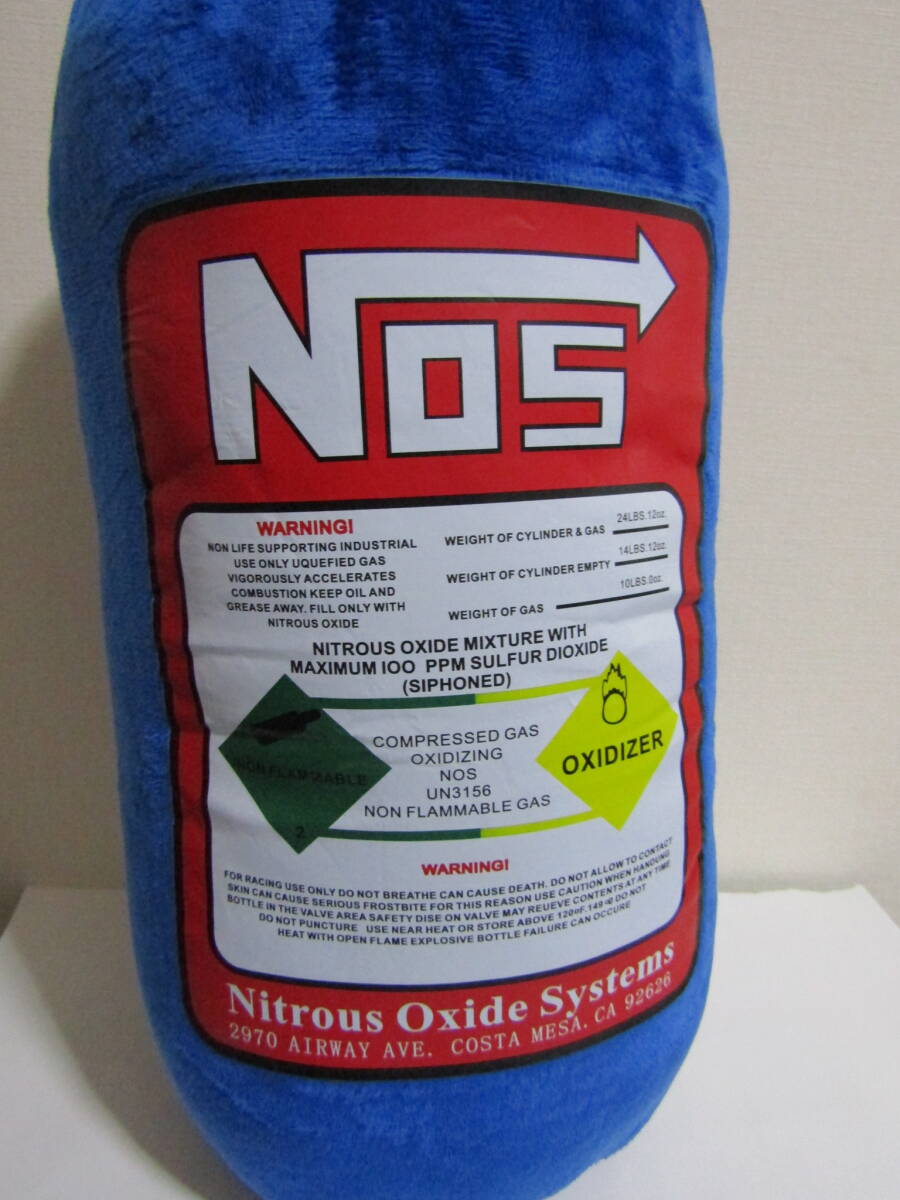 NOS
WARNING!
NON LIFE SUPPORTING INDUSTRIAL
USE ONLY UQUEFIED GAS
VIGOROUSLY ACCELERATES
COMBUSTION KEEP OIL AND
GREASE AWAY. FILL ONLY WITH
NITROUS OXIDE
WEIGHT OF CYLINDER & GAS 24LBS.12oz.
WEIGHT OF CYLINDER EMPTY 14LBS.12oz.
WEIGHT OF GAS 10LBS.0oz.
NITROUS OXIDE MIXTURE WITH
MAXIMUM IOO PPM SULFUR DIOXIDE
(SIPHONED)
NON FLAMMABLE
2
COMPRESSED GAS
OXIDIZING
NOS
UN3156
NON FLAMMABLE GAS
OXIDIZER
WARNING!
FOR RACING USE ONLY DO NOT BREATHE CAN CAUSE DEATH. DO NOT ALLOW TO CONTACT
SKIN CAN CAUSE SERIOUS FROSTBITE FOR THIS REASON USE CAUTION WHEN HANDUNG
BOTTLE IN THE VALVE AREA SAFETY DISE ON VALVE MAY REUEVE CONTENTS AT ANY TIME
DO NOT PUNCTURE USE NEAR HEAT OR STORE ABOVE DO NOT
HEAT WITH OPEN FLAME EXPLOSIVE BOTTLE FAILURE CAN OCCURE
Nitrous Oxide Systems
2970 AIRWAY AVE. COSTA MESA. CA 92626